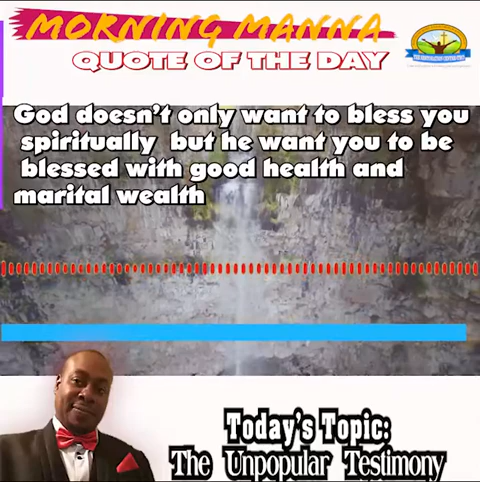 MORNING MANNA
QUOTE OF THE DAY
God doesn't only want to bless you
spiritually but he want you to be
blessed with good health and
marital wealth
Today's Topic:
The Unpopular Testimony